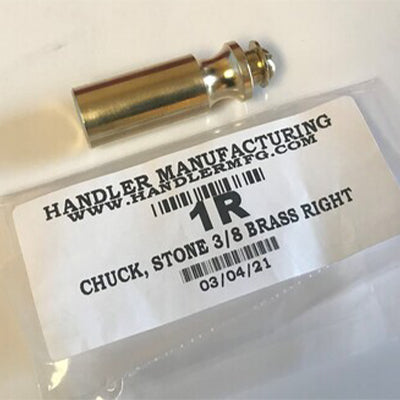 HANDLER MANUFACTURING
WWW.HANDLERMFG.COM
1R
CHUCK, STONE 3/8 BRASS RIGHT
03/04/21